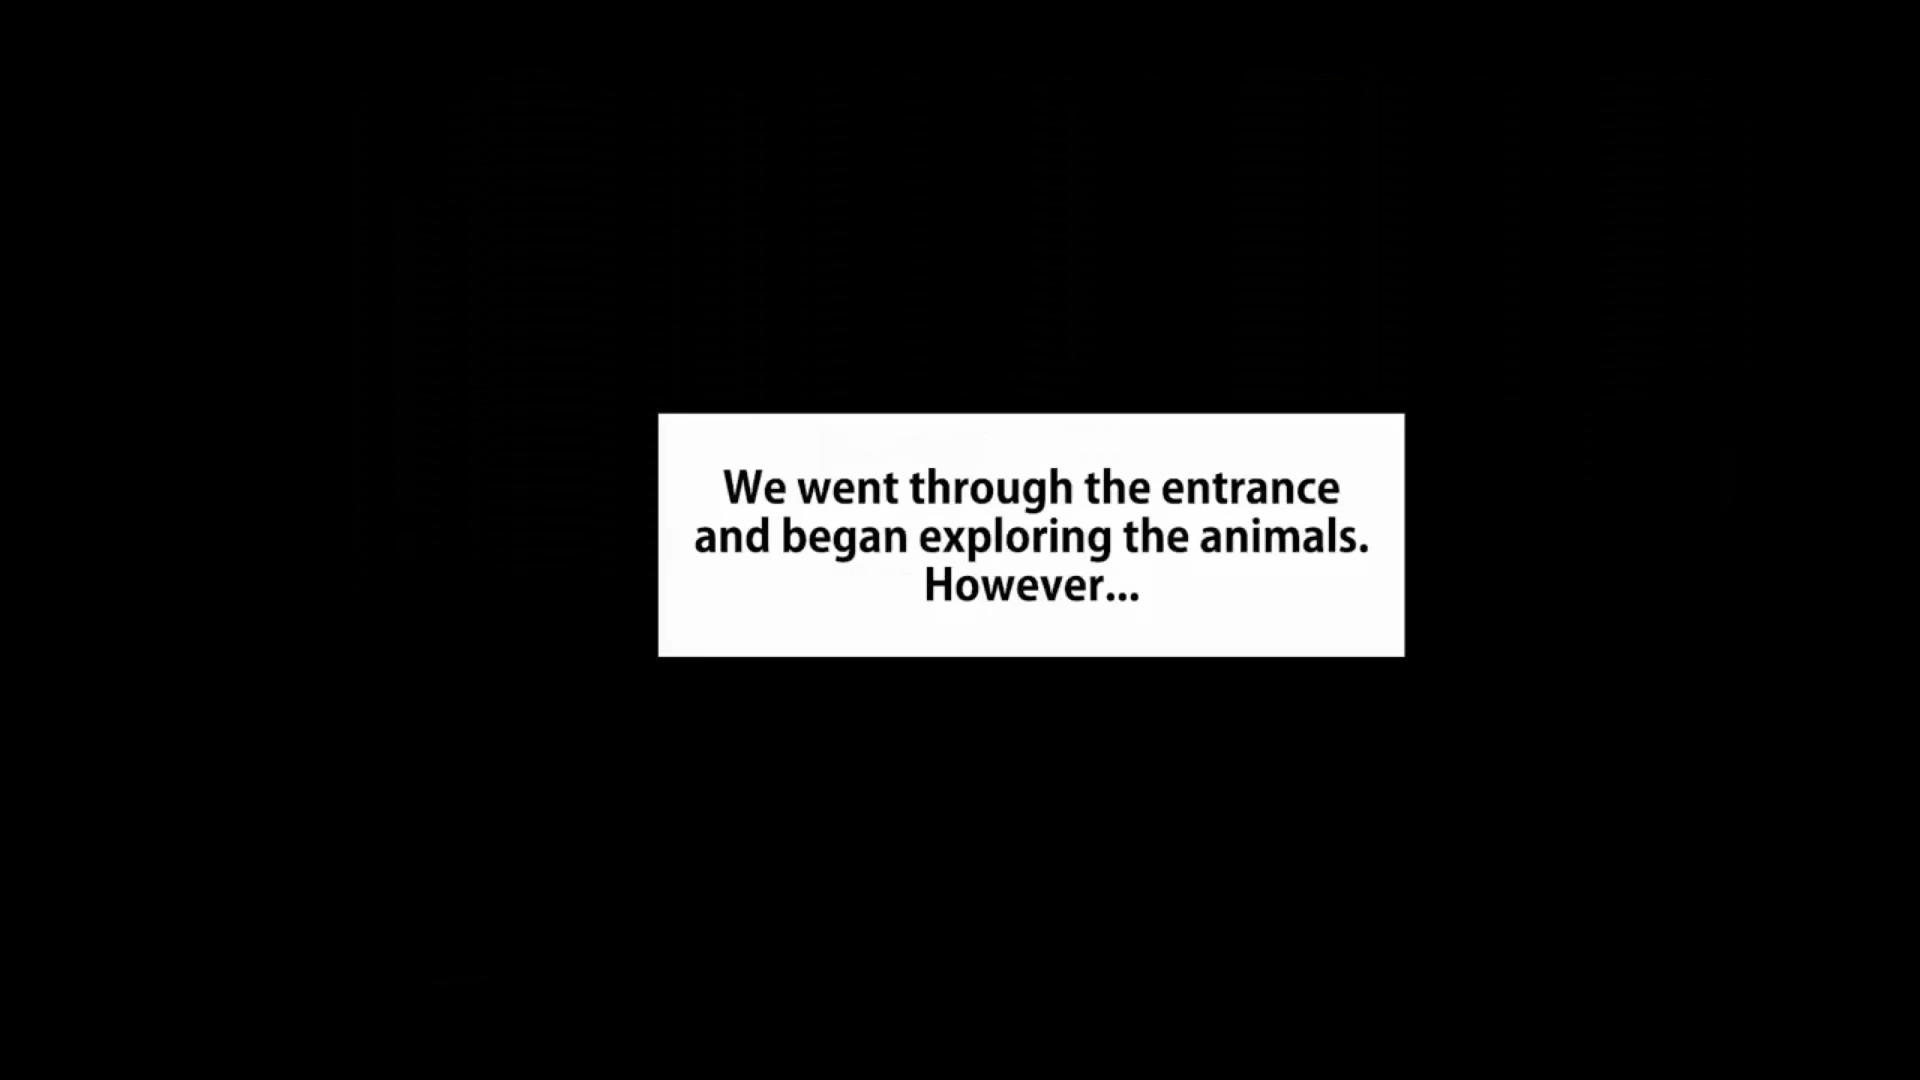 We went through the entrance
and began exploring the animals.
However...